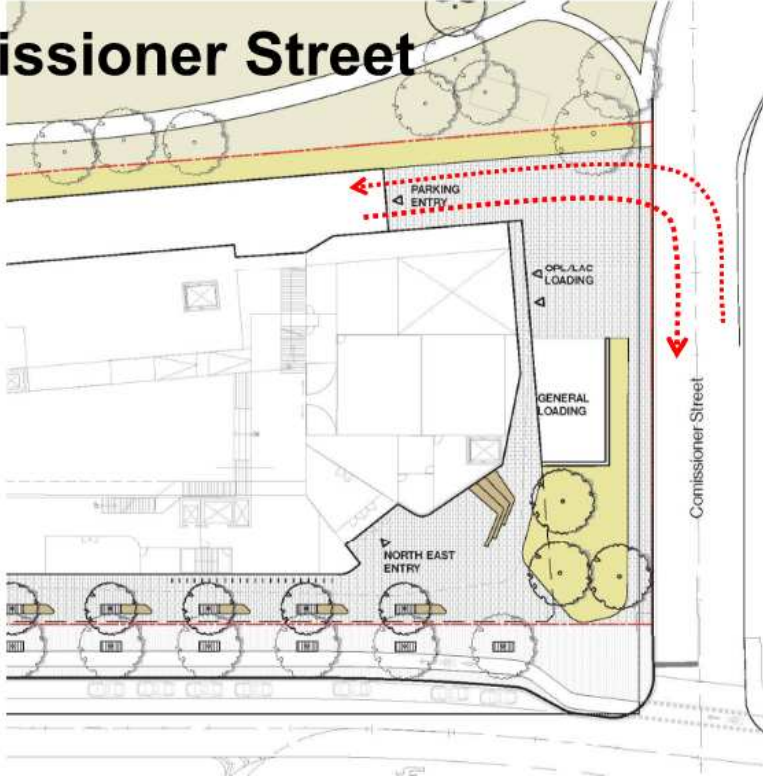 issioner Street
PARKING
ENTRY
OPL/LAC
LOADING
GENERAL
LOADING
Comissioner Street
NORTH EAST
ENTRY